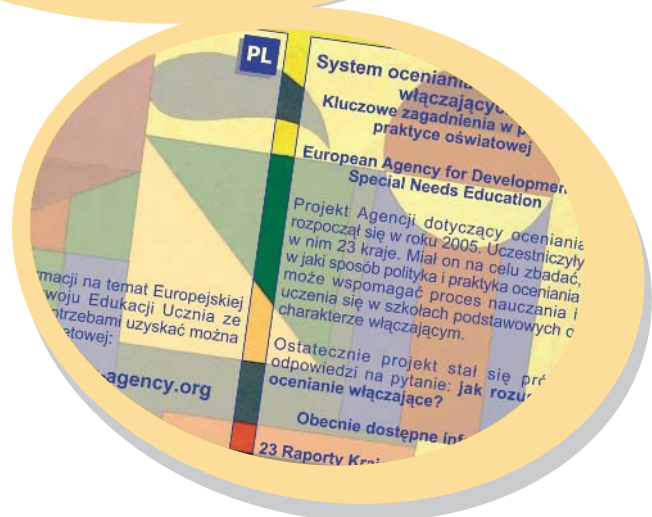 PL
macji na temat Europejskiej
woju Edukacji Ucznia ze
otrzebami uzyskać można
etowej:
-agency.org
System oceniania
włączającyc
Kluczowe zagadnienia w p
praktyce oświatowej
European Agency for Developmen
Special Needs Education
Projekt Agencji dotyczący oceniania
rozpoczął się w roku 2005. Uczestniczyły
w nim 23 kraje. Miał on na celu zbadać,
w jaki sposób polityka i praktyka oceniania
może wspomagać proces nauczania i
uczenia się w szkołach podstawowych o
charakterze włączającym.
Ostatecznie projekt stał się pró
odpowiedzi na pytanie: jak rozu
ocenianie włączające?
Obecnie dostępne inf
23 Raporty Kra